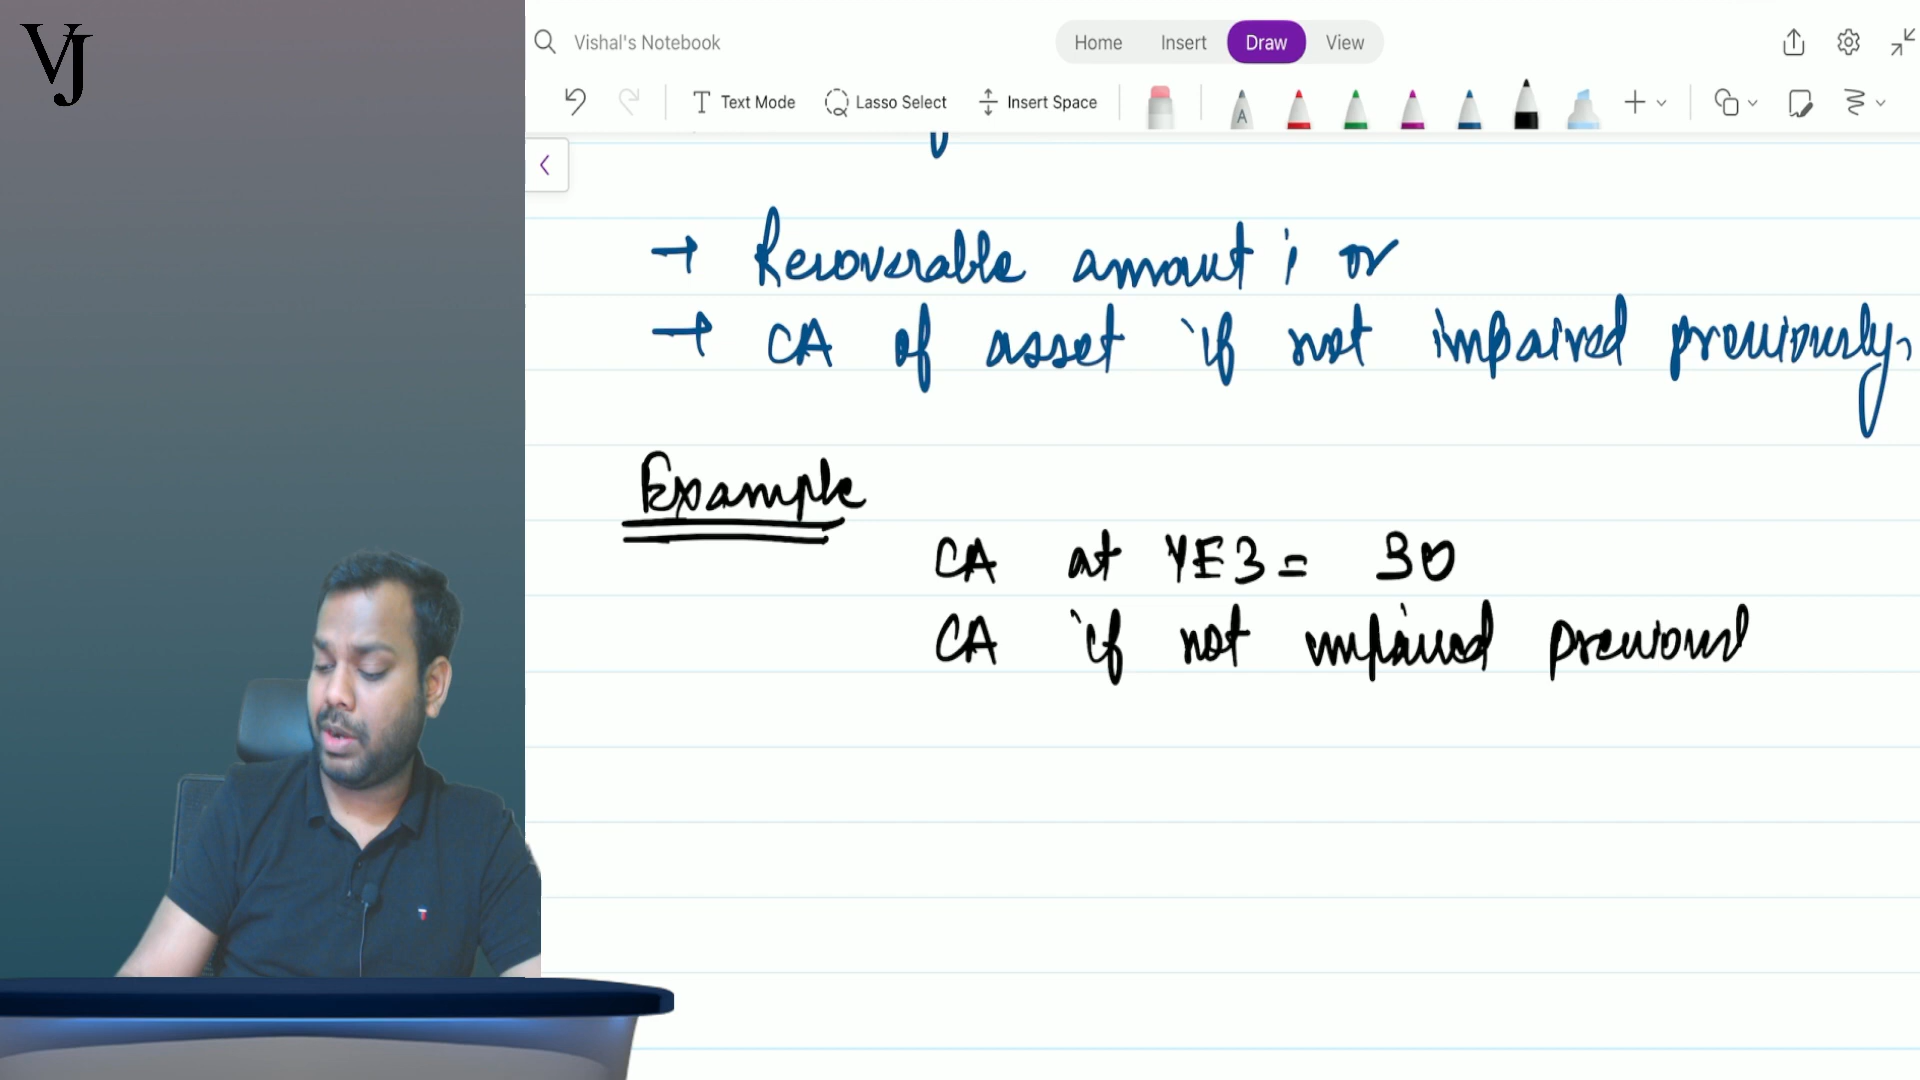 VJ
Vishal's Notebook
Home Insert Draw View
Text Mode Lasso Select Insert Space
A
→ Recoverable amount ; or
→ CA of asset if not impaired previously.
Example
CA at YE3 = 30
CA if not impaired previousl